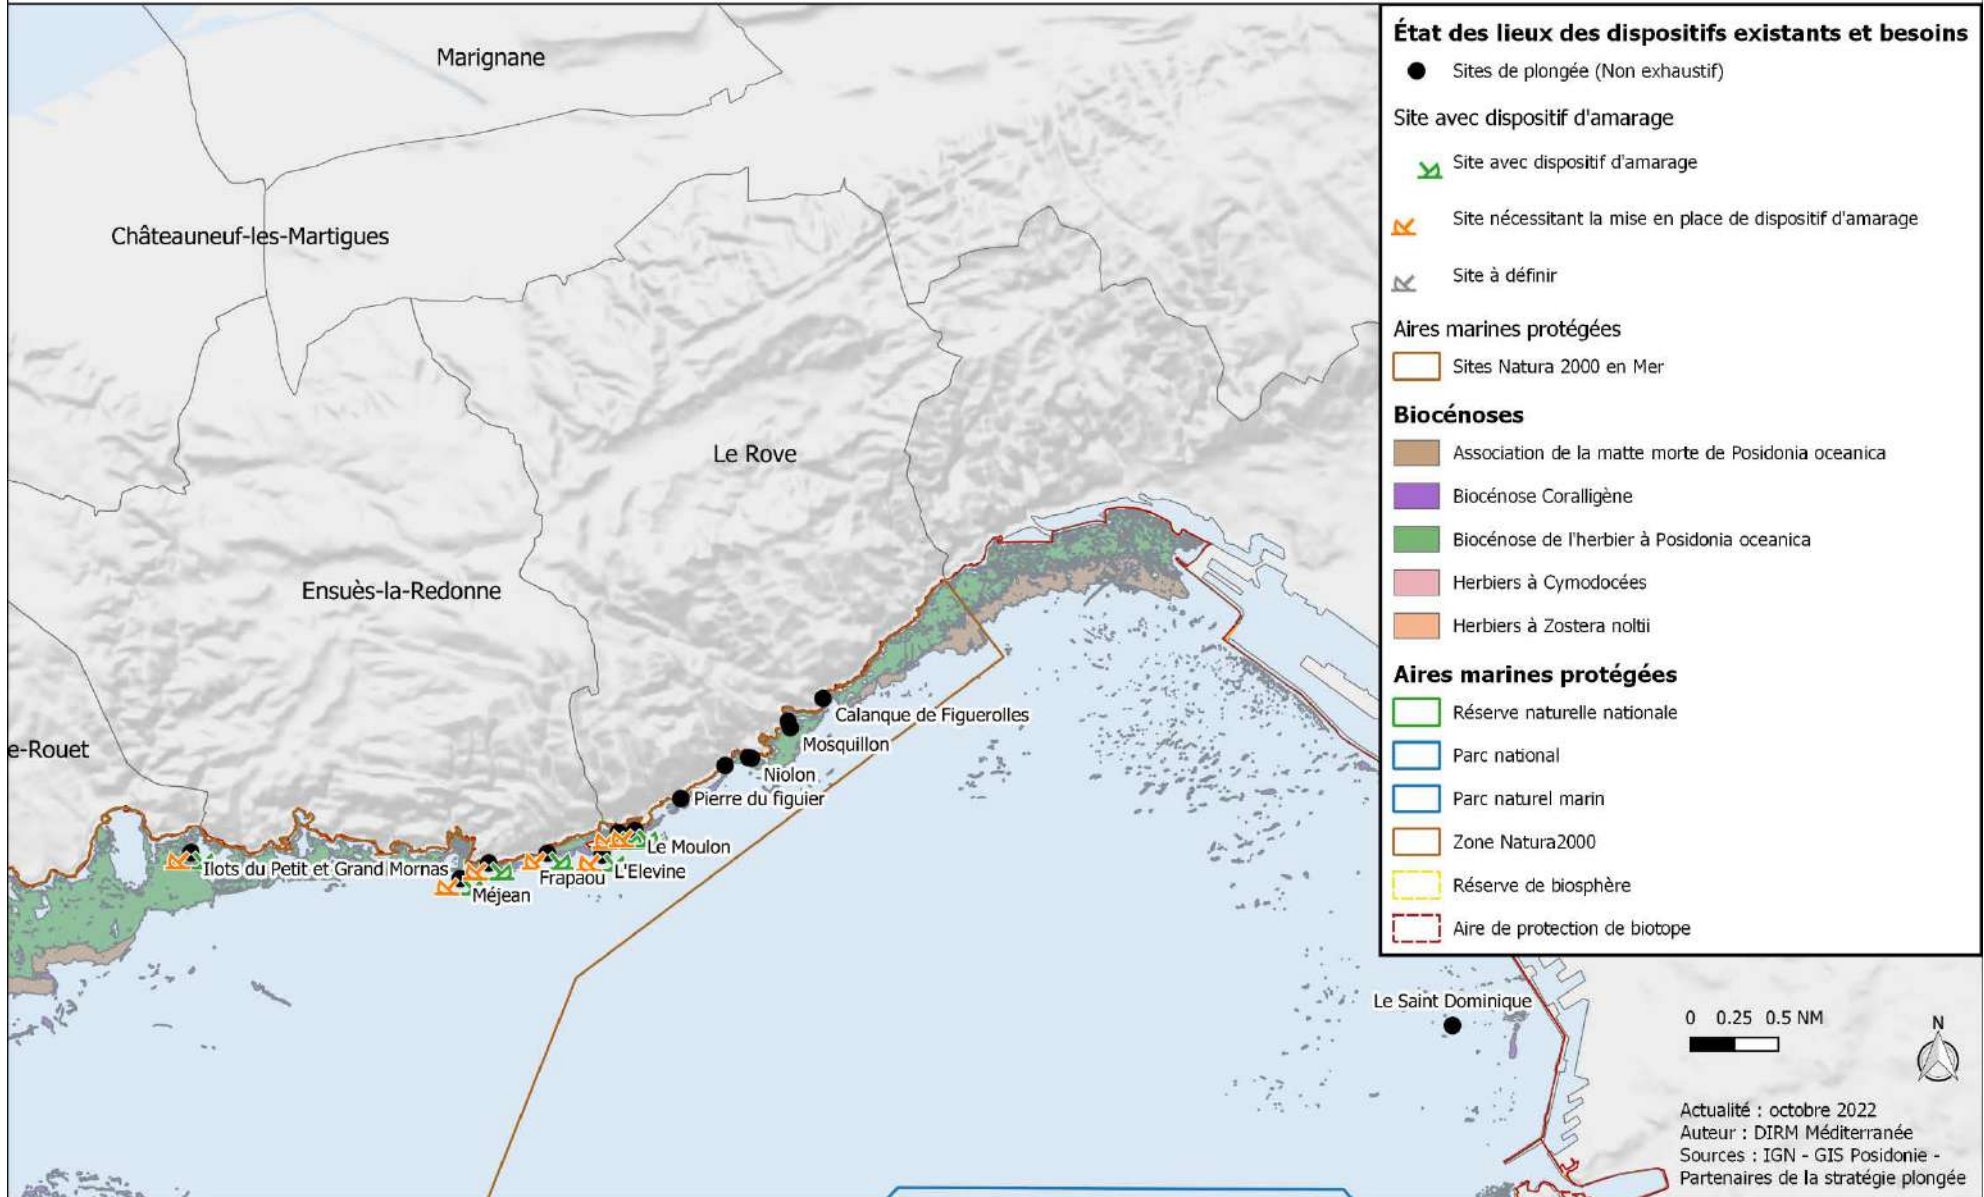 Marignane
Châteauneuf-les-Martigues
Le Rove
Ensuès-la-Redonne
e-Rouet
Calanque de Figuerolles
Mosquillon
Niolon
Pierre du figuier
Le Moulon
L'Elevine
Frapaou
Ilots du Petit et Grand Mornas
Méjean
Le Saint Dominique
État des lieux des dispositifs existants et besoins
Sites de plongée (Non exhaustif)
Site avec dispositif d'amarage
Site avec dispositif d'amarage
Site nécessitant la mise en place de dispositif d'amarage
Site à définir
Aires marines protégées
Sites Natura 2000 en Mer
Biocénoses
Association de la matte morte de Posidonia oceanica
Biocénose Coralligène
Biocénose de l'herbier à Posidonia oceanica
Herbiers à Cymodocées
Herbiers à Zostera noltii
Aires marines protégées
Réserve naturelle nationale
Parc national
Parc naturel marin
Zone Natura2000
Réserve de biosphère
Aire de protection de biotope
0 0.25 0.5 NM
N
Actualité : octobre 2022
Auteur : DIRM Méditerranée
Sources : IGN - GIS Posidonie -
Partenaires de la stratégie plongée